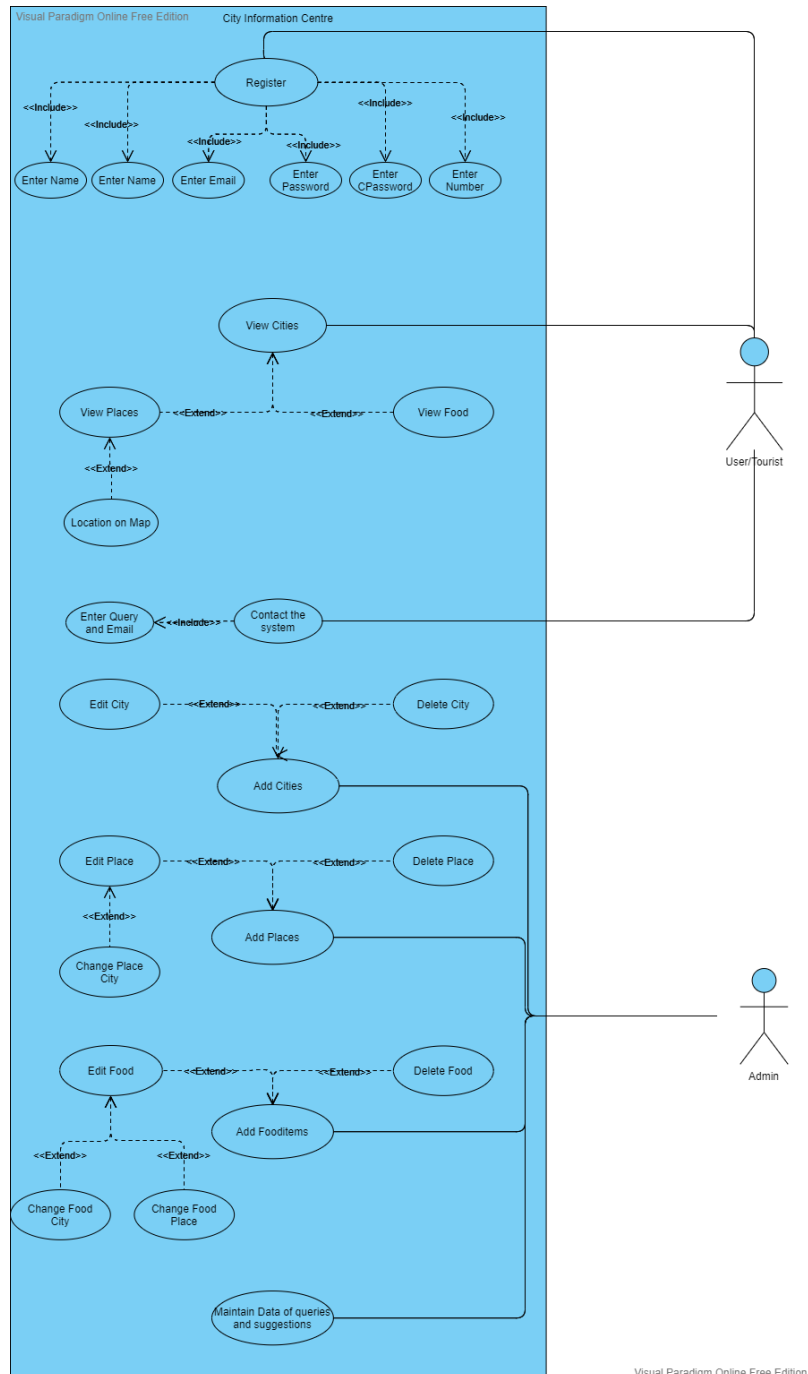 Visual Paradigm Online Free Edition
City Information Centre
Register
<<Include>>
<<Include>>
<<Include>>
<<Include>>
<<Include>>
<<Include>>
Enter Name
Enter Name
Enter Email
Enter
Password
Enter
CPassword
Enter
Number
View Cities
View Places
<<Extend>>
<<Extend>>
View Food
<<Extend>>
User/Tourist
Location on Map
Enter Query
and Email
<<Include>>
Contact the
system
Edit City
<<Extend>>
<<Extend>>
Delete City
Add Cities
Edit Place
<<Extend>>
<<Extend>>
Delete Place
<<Extend>>
Add Places
Change Place
City
Edit Food
<<Extend>>
<<Extend>>
Delete Food
Admin
Add Fooditems
<<Extend>>
<<Extend>>
Change Food
City
Change Food
Place
Maintain Data of queries
and suggestions
Visual Paradigm Online Free Edition